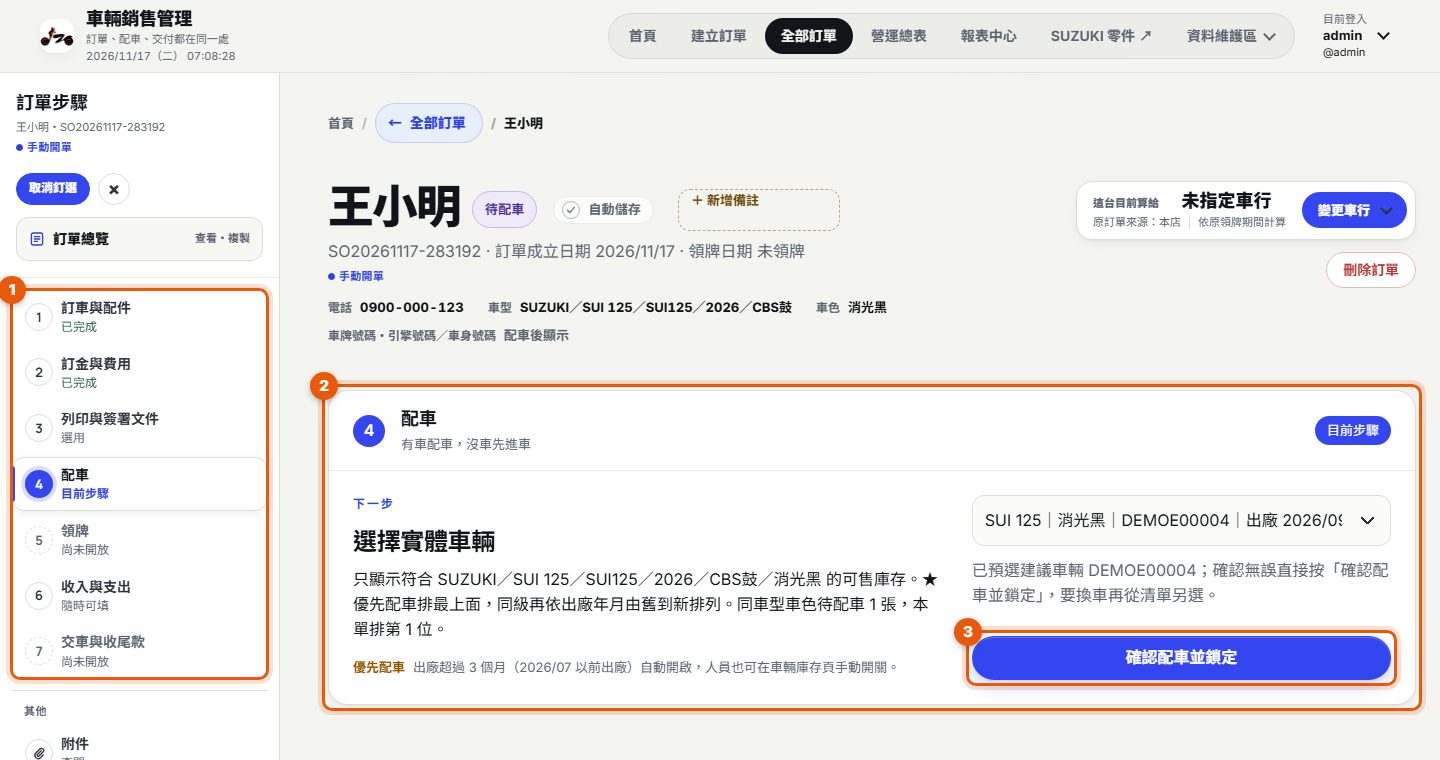 車輛銷售管理
訂單、配車、交付都在同一處
2026/11/17（二） 07:08:28
首頁
建立訂單
全部訂單
營運總表
報表中心
SUZUKI 零件 ↗
資料維護區
目前登入
admin
@admin
訂單步驟
王小明・SO20261117-283192
手動開單
取消釘選
×
訂單總覽
查看・複製
1
1
訂車與配件
已完成
2
訂金與費用
已完成
3
列印與簽署文件
選用
4
配車
目前步驟
5
領牌
尚未開放
6
收入與支出
隨時可填
7
交車與收尾款
尚未開放
其他
附件
首頁 / ← 全部訂單 / 王小明
王小明
待配車
自動儲存
＋新增備註
SO20261117-283192 · 訂單成立日期 2026/11/17 · 領牌日期 未領牌
手動開單
電話 0900-000-123 車型 SUZUKI／SUI 125／SUI125／2026／CBS鼓 車色 消光黑
車牌號碼・引擎號碼／車身號碼 配車後顯示
這台目前算給 未指定車行
原訂單來源：本店 依原領牌期間計算
變更車行
刪除訂單
2
4
配車
有車配車，沒車先進車
目前步驟
下一步
選擇實體車輛
只顯示符合 SUZUKI／SUI 125／SUI125／2026／CBS鼓／消光黑 的可售庫存。★
優先配車排最上面，同級再依出廠年月由舊到新排列。同車型車色待配車 1 張，本
單排第 1 位。
優先配車 出廠超過 3 個月（2026/07 以前出廠）自動開啟，人員也可在車輛庫存頁手動開關。
SUI 125｜消光黑｜DEMOE00004｜出廠 2026/09
已預選建議車輛 DEMOE00004；確認無誤直接按「確認配
車並鎖定」，要換車再從清單另選。
3
確認配車並鎖定